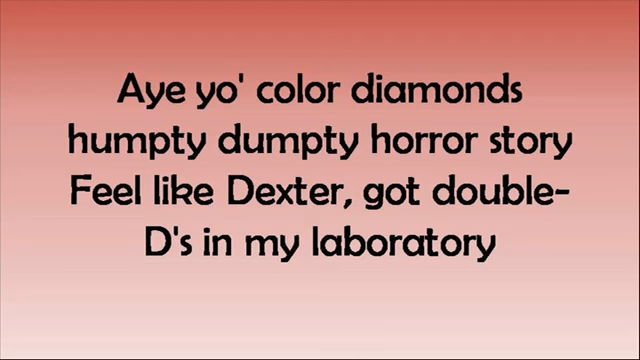 Aye yo' color diamonds
humpty dumpty horror story
Feel like Dexter, got double-
D's in my laboratory